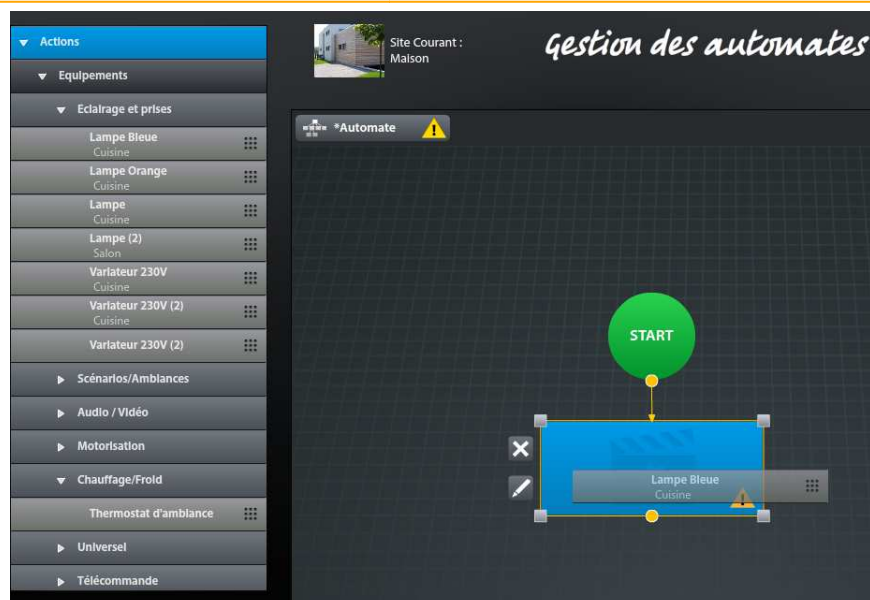 Actions
Equipements
Eclairage et prises
Lampe Bleue
Cuisine
Lampe Orange
Cuisine
Lampe
Cuisine
Lampe (2)
Salon
Variateur 230V
Cuisine
Variateur 230V (2)
Cuisine
Variateur 230V (2)
Scénarios/Ambiances
Audio / Vidéo
Motorisation
Chauffage/Froid
Thermostat d'ambiance
Universel
Télécommande
Site Courant :
Maison
Gestion des automates
*Automate
START
Lampe Bleue
Cuisine